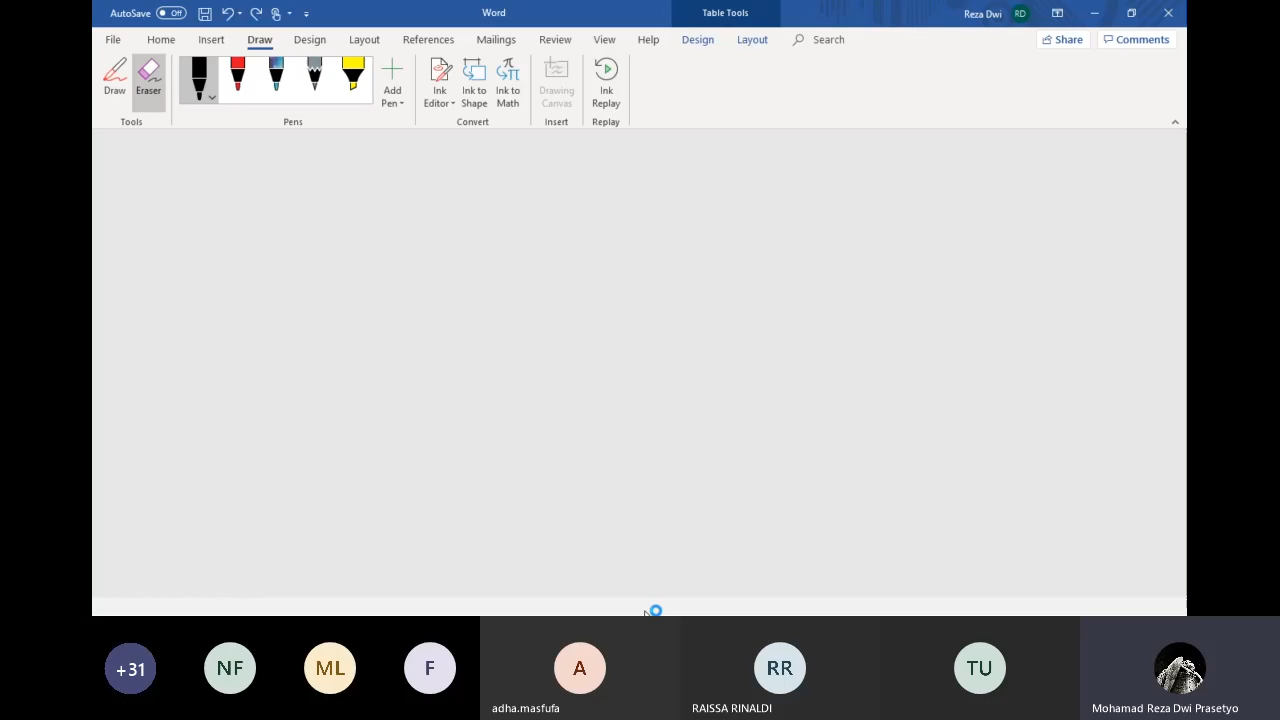 AutoSave Off Word Table Tools Reza Dwi RD
File Home Insert Draw Design Layout References Mailings Review View Help Design Layout Search Share Comments
Draw Eraser Add Pen Ink Editor Ink to Shape Ink to Math Drawing Canvas Ink Replay
Tools Pens Convert Insert Replay
+31 NF ML F A RR TU
adha.masfufa RAISSA RINALDI Mohamad Reza Dwi Prasetyo